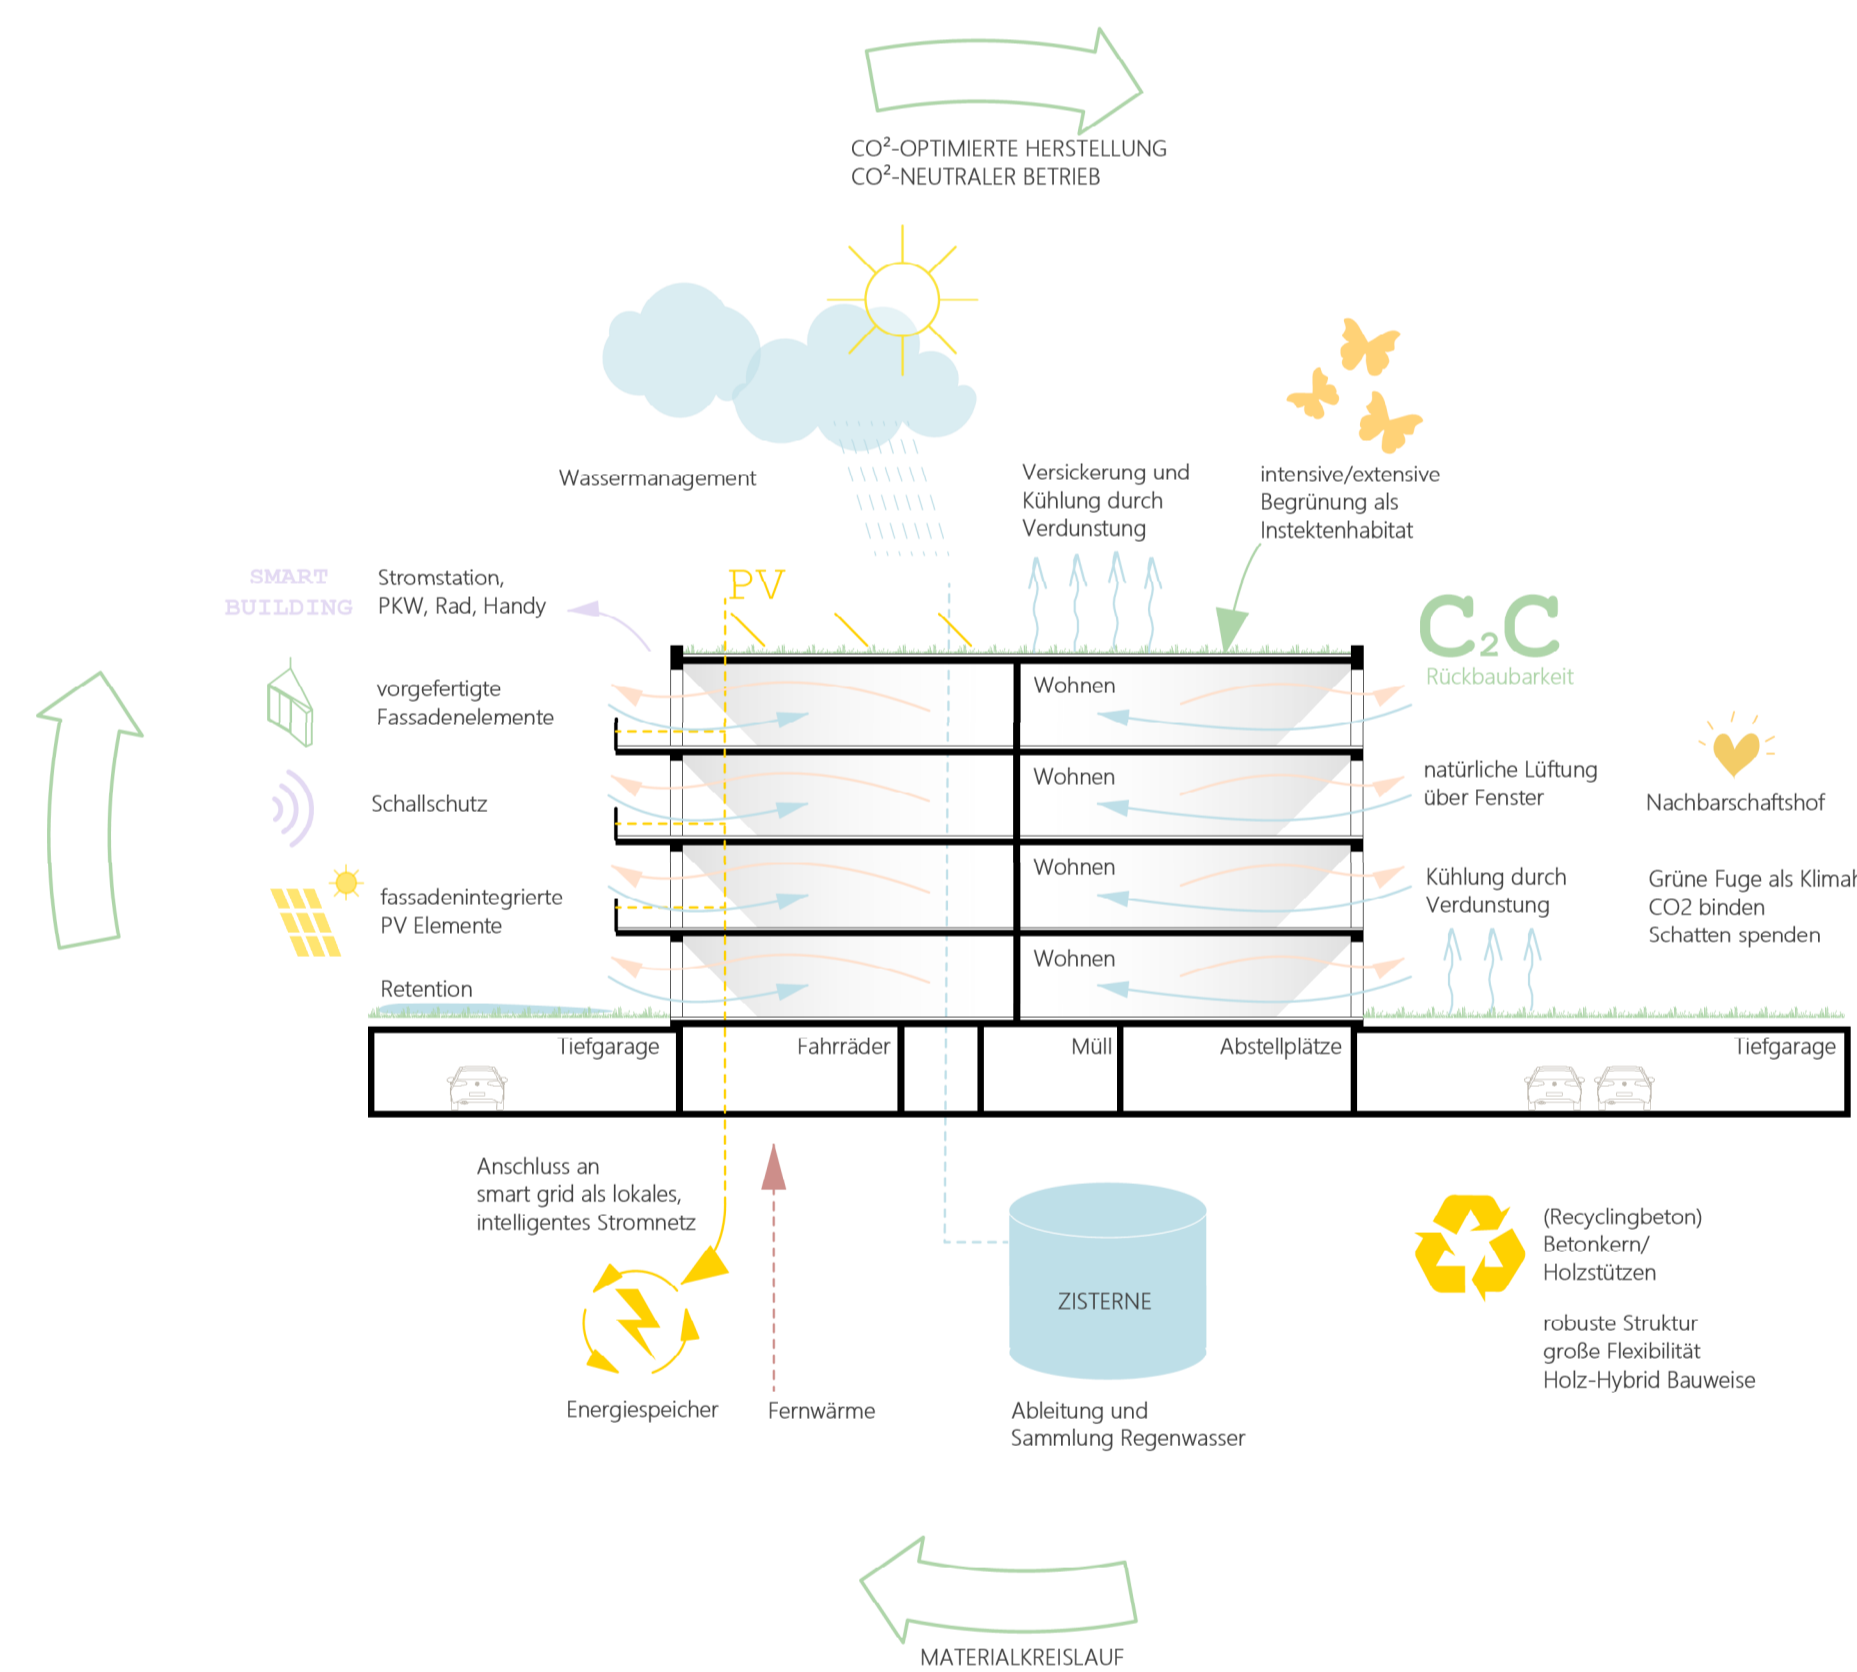 CO²-OPTIMIERTE HERSTELLUNG
CO²-NEUTRALER BETRIEB
Wassermanagement
Versickerung und
Kühlung durch
Verdunstung
intensive/extensive
Begrünung als
Instektenhabitat
SMART
BUILDING
Stromstation,
PKW, Rad, Handy
PV
C₂C
Rückbaubarkeit
vorgefertigte
Fassadenelemente
Wohnen
Schallschutz
Wohnen
natürliche Lüftung
über Fenster
Nachbarschaftshof
fassadenintegrierte
PV Elemente
Wohnen
Kühlung durch
Verdunstung
Grüne Fuge als
CO2 binden
Schatten spenden
Retention
Wohnen
Tiefgarage
Fahrräder
Müll
Abstellplätze
Tiefgarage
Anschluss an
smart grid als lokales,
intelligentes Stromnetz
Energiespeicher
Fernwärme
ZISTERNE
Ableitung und
Sammlung Regenwasser
(Recyclingbeton)
Betonkern/
Holzstützen
robuste Struktur
große Flexibilität
Holz-Hybrid Bauweise
MATERIALKREISLAUF